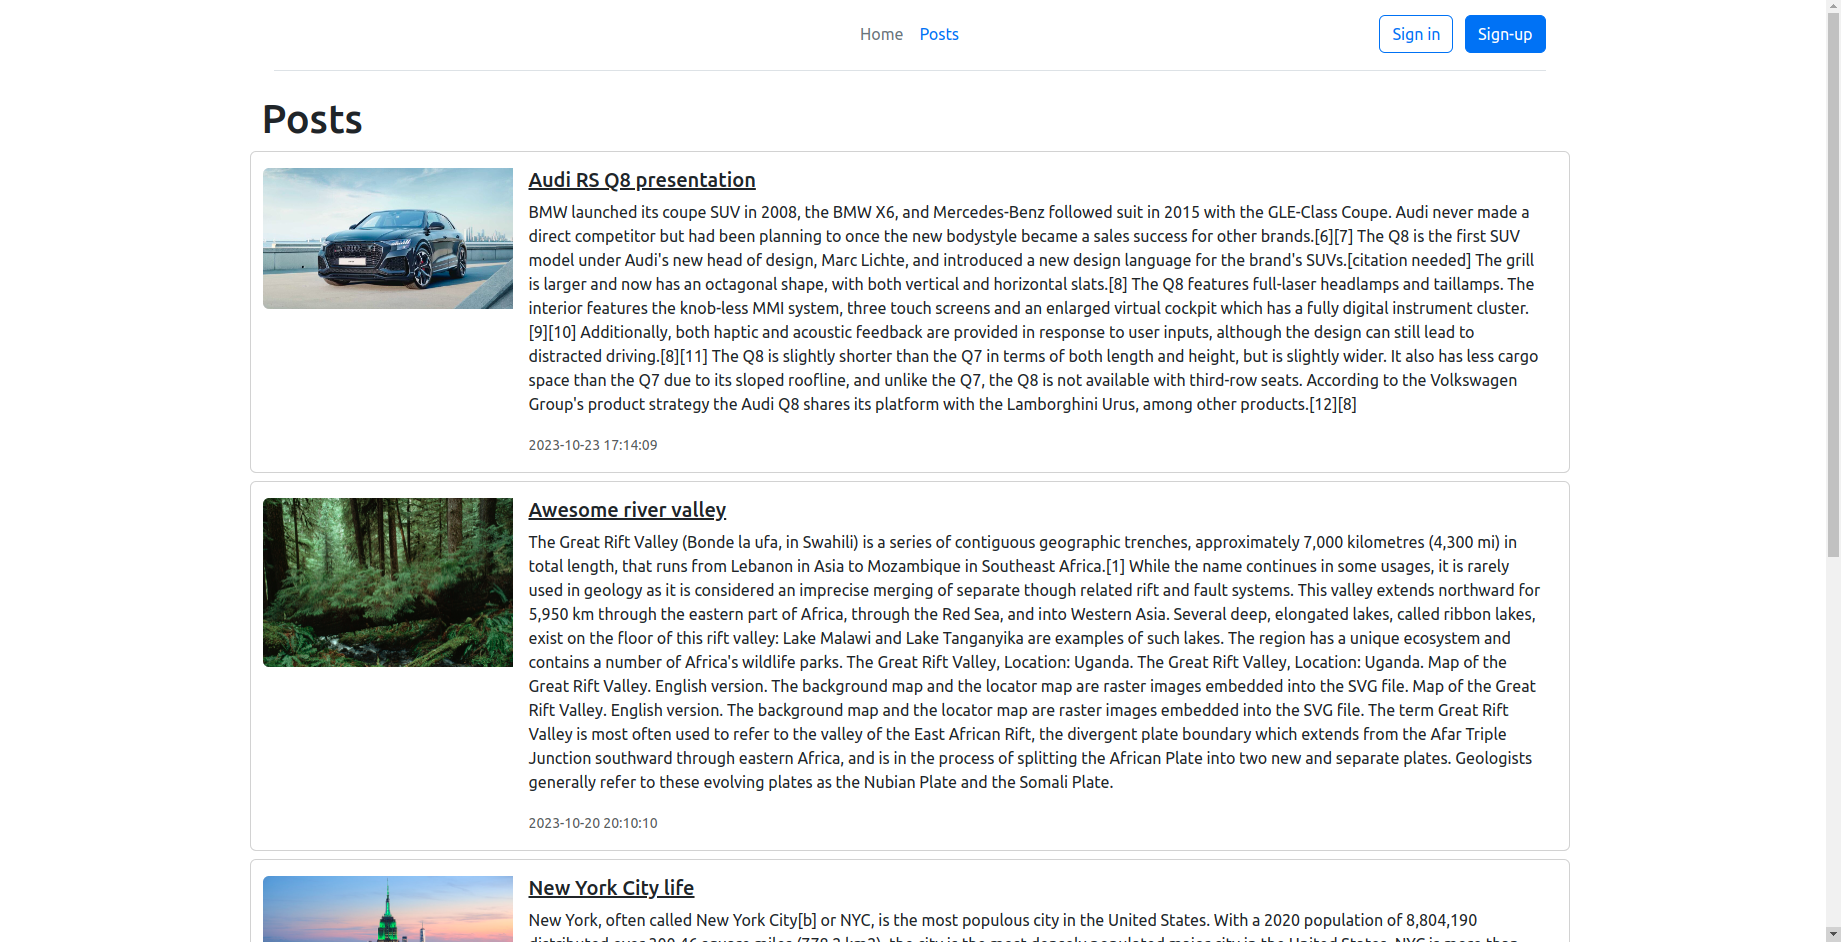 Home Posts Sign in Sign-up
Posts
Audi RS Q8 presentation
BMW launched its coupe SUV in 2008, the BMW X6, and Mercedes-Benz followed suit in 2015 with the GLE-Class Coupe. Audi never made a
direct competitor but had been planning to once the new bodystyle became a sales success for other brands.[6][7] The Q8 is the first SUV
model under Audi's new head of design, Marc Lichte, and introduced a new design language for the brand's SUVs.[citation needed] The grill
is larger and now has an octagonal shape, with both vertical and horizontal slats.[8] The Q8 features full-laser headlamps and taillamps. The
interior features the knob-less MMI system, three touch screens and an enlarged virtual cockpit which has a fully digital instrument cluster.
[9][10] Additionally, both haptic and acoustic feedback are provided in response to user inputs, although the design can still lead to
distracted driving.[8][11] The Q8 is slightly shorter than the Q7 in terms of both length and height, but is slightly wider. It also has less cargo
space than the Q7 due to its sloped roofline, and unlike the Q7, the Q8 is not available with third-row seats. According to the Volkswagen
Group's product strategy the Audi Q8 shares its platform with the Lamborghini Urus, among other products.[12][8]
2023-10-23 17:14:09
Awesome river valley
The Great Rift Valley (Bonde la ufa, in Swahili) is a series of contiguous geographic trenches, approximately 7,000 kilometres (4,300 mi) in
total length, that runs from Lebanon in Asia to Mozambique in Southeast Africa.[1] While the name continues in some usages, it is rarely
used in geology as it is considered an imprecise merging of separate though related rift and fault systems. This valley extends northward for
5,950 km through the eastern part of Africa, through the Red Sea, and into Western Asia. Several deep, elongated lakes, called ribbon lakes,
exist on the floor of this rift valley: Lake Malawi and Lake Tanganyika are examples of such lakes. The region has a unique ecosystem and
contains a number of Africa's wildlife parks. The Great Rift Valley, Location: Uganda. The Great Rift Valley, Location: Uganda. Map of the
Great Rift Valley. English version. The background map and the locator map are raster images embedded into the SVG file. Map of the Great
Rift Valley. English version. The background map and the locator map are raster images embedded into the SVG file. The term Great Rift
Valley is most often used to refer to the valley of the East African Rift, the divergent plate boundary which extends from the Afar Triple
Junction southward through eastern Africa, and is in the process of splitting the African Plate into two new and separate plates. Geologists
generally refer to these evolving plates as the Nubian Plate and the Somali Plate.
2023-10-20 20:10:10
New York City life
New York, often called New York City[b] or NYC, is the most populous city in the United States. With a 2020 population of 8,804,190
distributed over 300.46 square miles (778.2 km2), the city is the most densely populated major city in the United States. NYC is more than